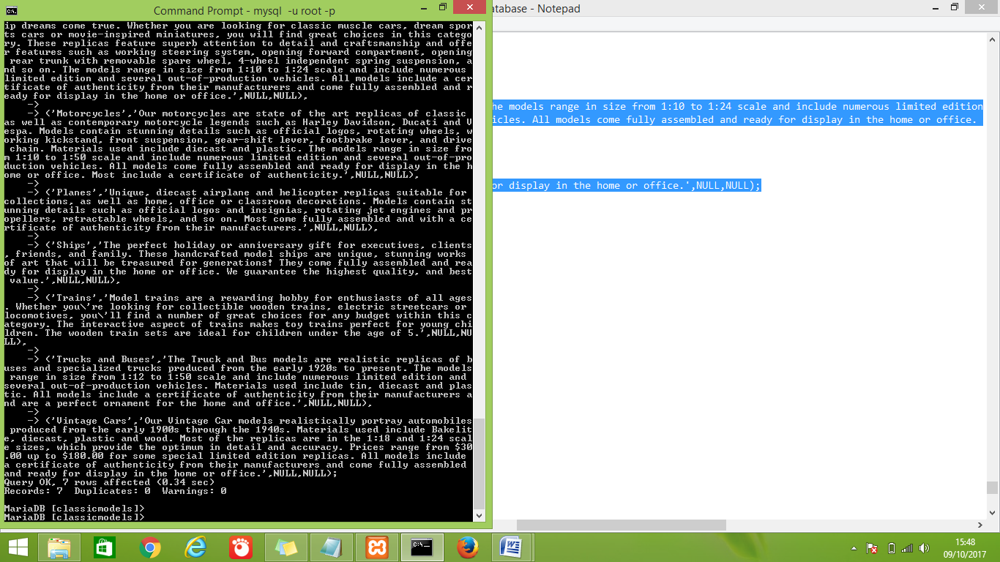 Command Prompt - mysql  -u root -p
atabase - Notepad
ip dreams come true. Whether you are looking for classic muscle cars, dream spor
ts cars or movie-inspired miniatures, you will find great choices in this catego
ry. These replicas feature superb attention to detail and craftsmanship and offe
r features such as working steering system, opening forward compartment, opening
 rear trunk with removable spare wheel, 4-wheel independent spring suspension, a
nd so on. The models range in size from 1:10 to 1:24 scale and include numerous
limited edition and several out-of-production vehicles. All models include a cer
tificate of authenticity from their manufacturers and come fully assembled and r
eady for display in the home or office.',NULL,NULL),
    ->
    -> ('Motorcycles','Our motorcycles are state of the art replicas of classic
as well as contemporary motorcycle legends such as Harley Davidson, Ducati and V
espa. Models contain stunning details such as official logos, rotating wheels, w
orking kickstand, front suspension, gear-shift lever, footbrake lever, and drive
 chain. Materials used include diecast and plastic. The models range in size fro
m 1:10 to 1:50 scale and include numerous limited edition and several out-of-pro
duction vehicles. All models come fully assembled and ready for display in the h
ome or office. Most include a certificate of authenticity.',NULL,NULL),
    ->
    -> ('Planes','Unique, diecast airplane and helicopter replicas suitable for
collections, as well as home, office or classroom decorations. Models contain st
unning details such as official logos and insignias, rotating jet engines and pr
opellers, retractable wheels, and so on. Most come fully assembled and with a ce
rtificate of authenticity from their manufacturers.',NULL,NULL),
    ->
    -> ('Ships','The perfect holiday or anniversary gift for executives, clients
, friends, and family. These handcrafted model ships are unique, stunning works
of art that will be treasured for generations! They come fully assembled and rea
dy for display in the home or office. We guarantee the highest quality, and best
 value.',NULL,NULL),
    ->
    -> ('Trains','Model trains are a rewarding hobby for enthusiasts of all ages
. Whether you\'re looking for collectible wooden trains, electric streetcars or
locomotives, you\'ll find a number of great choices for any budget within this c
ategory. The interactive aspect of trains makes toy trains perfect for young chi
ldren. The wooden train sets are ideal for children under the age of 5.',NULL,NU
LL),
    ->
    -> ('Trucks and Buses','The Truck and Bus models are realistic replicas of b
uses and specialized trucks produced from the early 1920s to present. The models
 range in size from 1:12 to 1:50 scale and include numerous limited edition and
several out-of-production vehicles. Materials used include tin, diecast and plas
tic. All models include a certificate of authenticity from their manufacturers a
nd are a perfect ornament for the home and office.',NULL,NULL),
    ->
    -> ('Vintage Cars','Our Vintage Car models realistically portray automobiles
 produced from the early 1900s through the 1940s. Materials used include Bakelit
e, diecast, plastic and wood. Most of the replicas are in the 1:18 and 1:24 scal
e sizes, which provide the optimum in detail and accuracy. Prices range from $30
.00 up to $180.00 for some special limited edition replicas. All models include
a certificate of authenticity from their manufacturers and come fully assembled
and ready for display in the home or office.',NULL,NULL);
Query OK, 7 rows affected (0.34 sec)
Records: 7  Duplicates: 0  Warnings: 0
MariaDB [classicmodels]>
MariaDB [classicmodels]>
he models range in size from 1:10 to 1:24 scale and include numerous limited edition
icles. All models come fully assembled and ready for display in the home or office.
or display in the home or office.',NULL,NULL);
15:48
09/10/2017